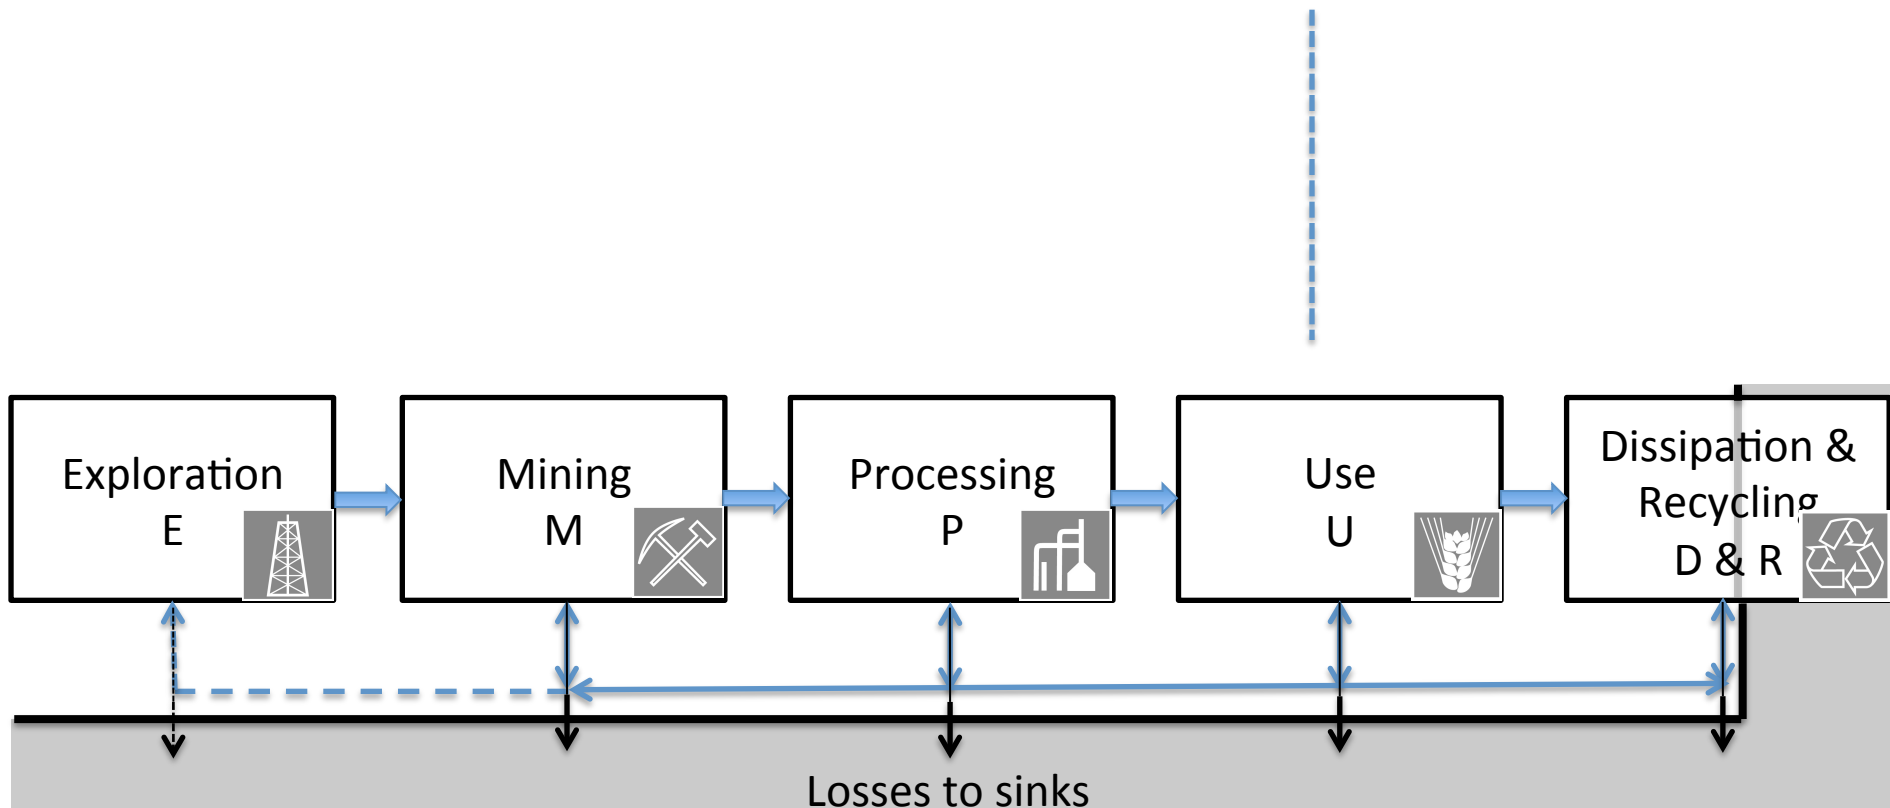 Exploration
E
Mining
M
Processing
P
Use
U
Dissipation &
Recycling
D & R
Losses to sinks